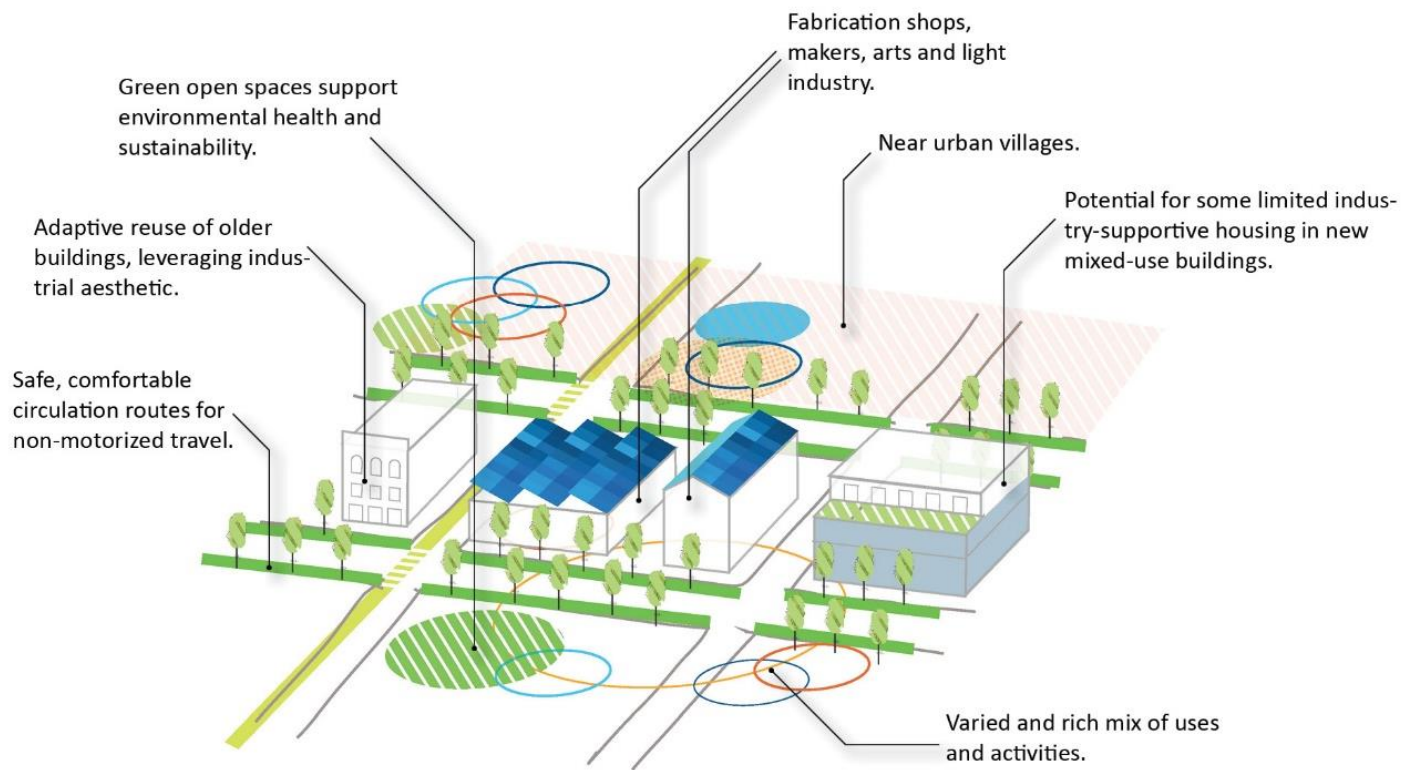 Fabrication shops,
makers, arts and light
industry.
Green open spaces support
environmental health and
sustainability.
Near urban villages.
Potential for some limited indus-
try-supportive housing in new
mixed-use buildings.
Adaptive reuse of older
buildings, leveraging indus-
trial aesthetic.
Safe, comfortable
circulation routes for
non-motorized travel.
Varied and rich mix of uses
and activities.